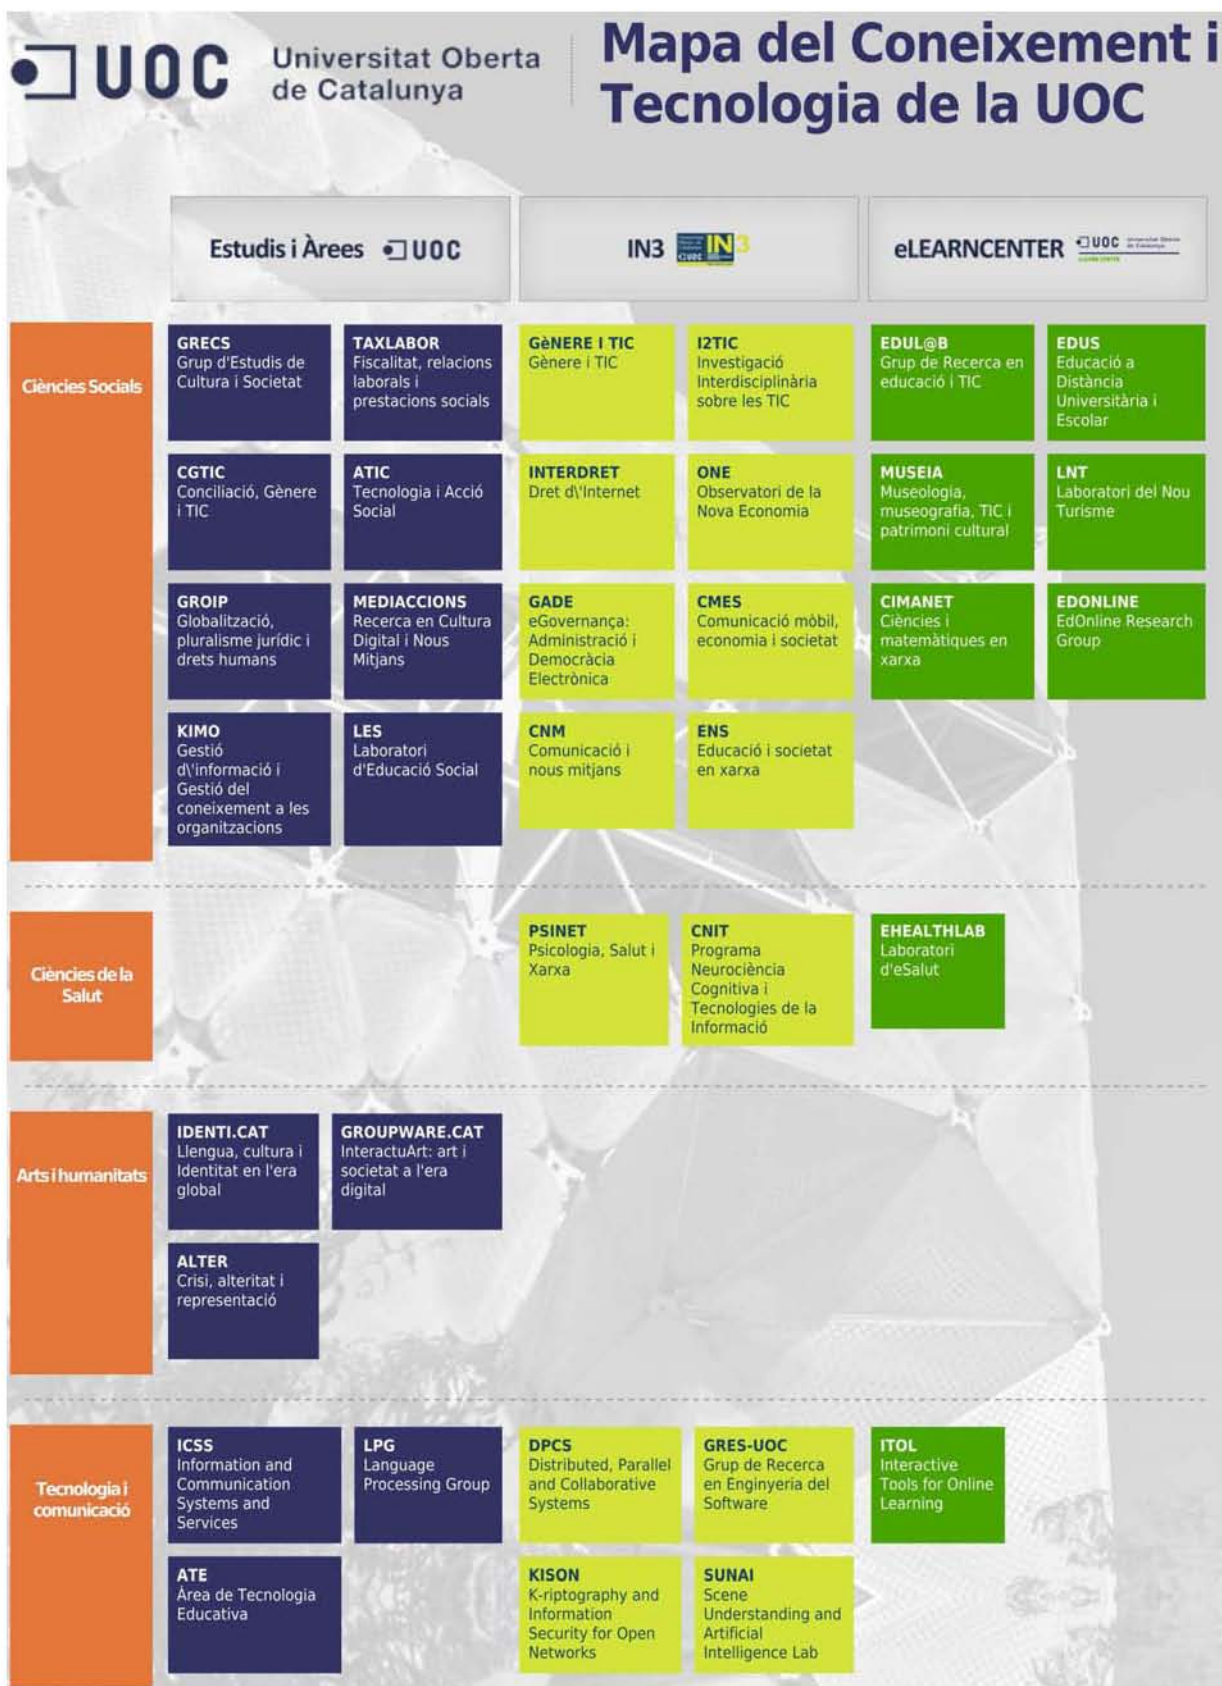 UOC
Universitat Oberta
de Catalunya
Mapa del Coneixement i
Tecnologia de la UOC
Estudis i Àrees UOC
IN3 IN3
eLEARNCENTER UOC
Ciències Socials
GRECS
Grup d'Estudis de
Cultura i Societat
TAXLABOR
Fiscalitat, relacions
laborals i
prestacions socials
GèNERE I TIC
Gènere i TIC
I2TIC
Investigació
Interdisciplinària
sobre les TIC
EDUL@B
Grup de Recerca en
educació i TIC
EDUS
Educació a
Distància
Universitària i
Escolar
CGTIC
Conciliació, Gènere
i TIC
ATIC
Tecnologia i Acció
Social
INTERDRET
Dret d\'Internet
ONE
Observatori de la
Nova Economia
MUSEIA
Museologia,
museografia, TIC i
patrimoni cultural
LNT
Laboratori del Nou
Turisme
GROIP
Globalització,
pluralisme jurídic i
drets humans
MEDIACCIONS
Recerca en Cultura
Digital i Nous
Mitjans
GADE
eGovernança:
Administració i
Democràcia
Electrònica
CMES
Comunicació mòbil,
economia i societat
CIMANET
Ciències i
matemàtiques en
xarxa
EDONLINE
EdOnline Research
Group
KIMO
Gestió
d\'informació i
Gestió del
coneixement a les
organitzacions
LES
Laboratori
d'Educació Social
CNM
Comunicació i
nous mitjans
ENS
Educació i societat
en xarxa
Ciències de la
Salut
PSINET
Psicologia, Salut i
Xarxa
CNIT
Programa
Neurociència
Cognitiva i
Tecnologies de la
Informació
EHEALTHLAB
Laboratori
d'eSalut
Arts i humanitats
IDENTI.CAT
Llengua, cultura i
Identitat en l'era
global
GROUPWARE.CAT
InteractuArt: art i
societat a l'era
digital
ALTER
Crisi, alteritat i
representació
Tecnologia i
comunicació
ICSS
Information and
Communication
Systems and
Services
LPG
Language
Processing Group
DPCS
Distributed, Parallel
and Collaborative
Systems
GRES-UOC
Grup de Recerca
en Enginyeria del
Software
ITOL
Interactive
Tools for Online
Learning
ATE
Àrea de Tecnologia
Educativa
KISON
K-riptography and
Information
Security for Open
Networks
SUNAI
Scene
Understanding and
Artificial
Intelligence Lab